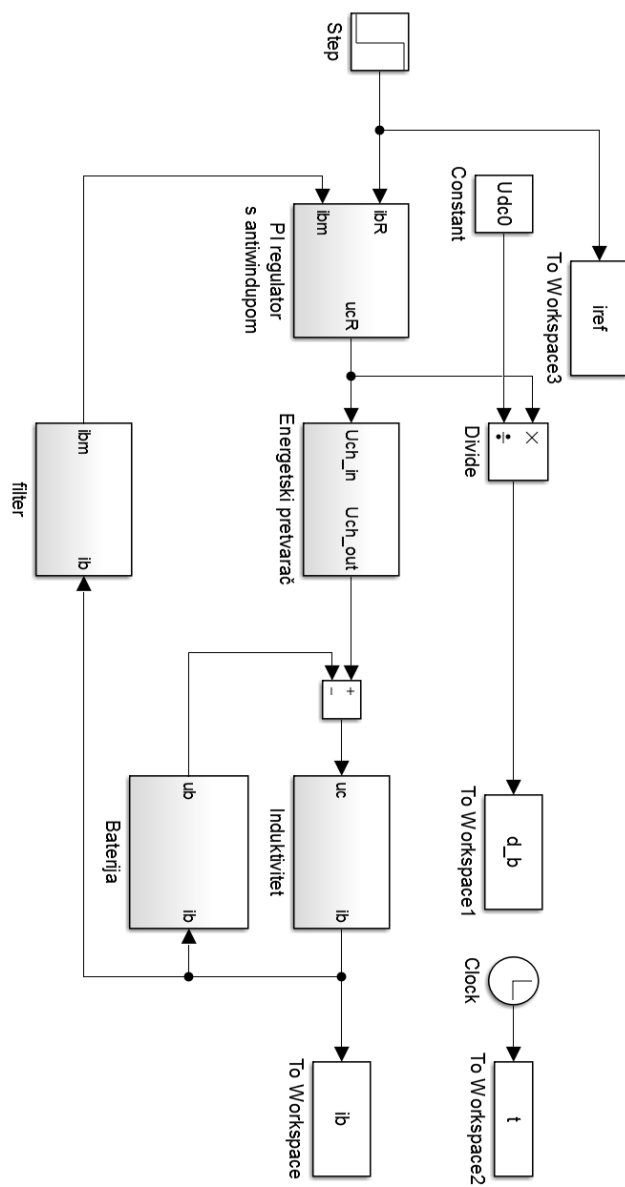 iref
To Workspace3
Udc0
Constant
×
÷
Divide
d_b
To Workspace1
Clock
t
To Workspace2
Step
ibR
ibm
ucR
PI regulator
s antiwindupom
Uch_in
Uch_out
Energetski pretvarač
+
−
uc
ib
Induktivitet
ib
To Workspace
ub
ib
Baterija
ibm
ib
filter